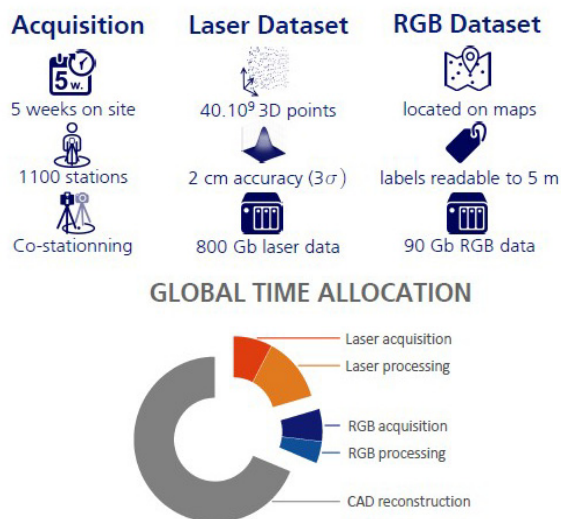 Acquisition Laser Dataset RGB Dataset
5 w.
5 weeks on site 40.10⁹ 3D points located on maps
1100 stations 2 cm accuracy (3σ) labels readable to 5 m
Co-stationning 800 Gb laser data 90 Gb RGB data
GLOBAL TIME ALLOCATION
Laser acquisition
Laser processing
RGB acquisition
RGB processing
CAD reconstruction